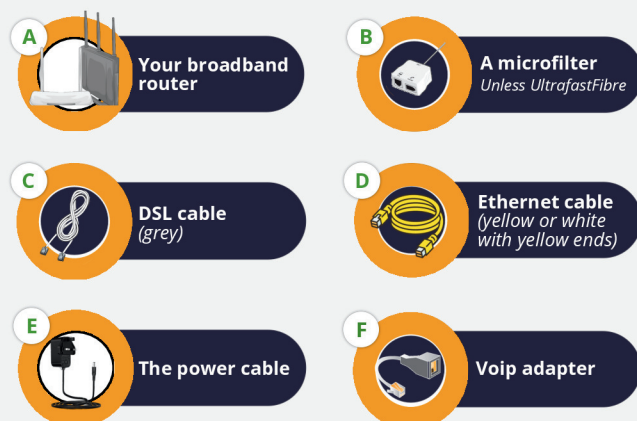 A
Your broadband
router
B
A microfilter
Unless UltrafastFibre
C
DSL cable
(grey)
D
Ethernet cable
(yellow or white
with yellow ends)
E
The power cable
F
Voip adapter